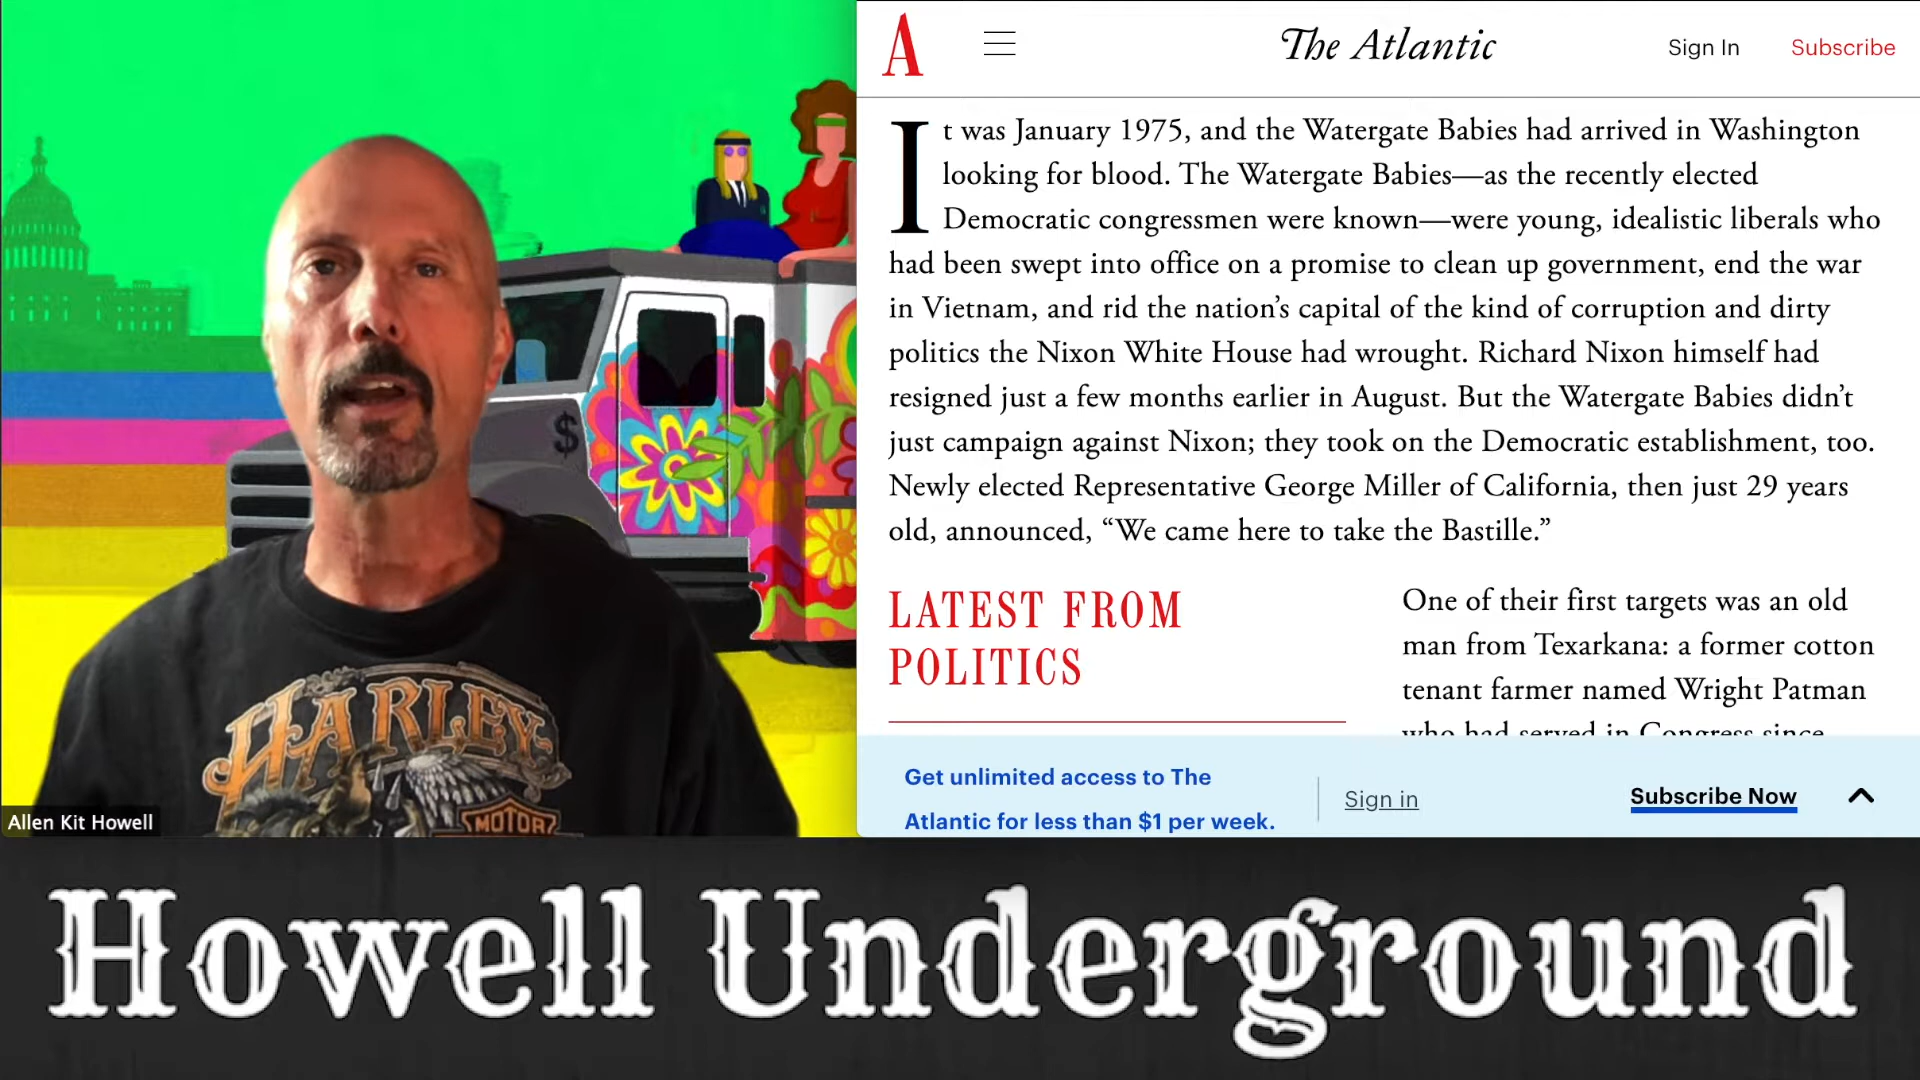 A
The Atlantic
Sign In
Subscribe
It was January 1975, and the Watergate Babies had arrived in Washington
looking for blood. The Watergate Babies—as the recently elected
Democratic congressmen were known—were young, idealistic liberals who
had been swept into office on a promise to clean up government, end the war
in Vietnam, and rid the nation’s capital of the kind of corruption and dirty
politics the Nixon White House had wrought. Richard Nixon himself had
resigned just a few months earlier in August. But the Watergate Babies didn’t
just campaign against Nixon; they took on the Democratic establishment, too.
Newly elected Representative George Miller of California, then just 29 years
old, announced, “We came here to take the Bastille.”
LATEST FROM
POLITICS
One of their first targets was an old
man from Texarkana: a former cotton
tenant farmer named Wright Patman
who had served in Congress since
Get unlimited access to The
Atlantic for less than $1 per week.
Sign in
Subscribe Now
$
HARLEY-
MOTOR
Allen Kit Howell
Howell Underground